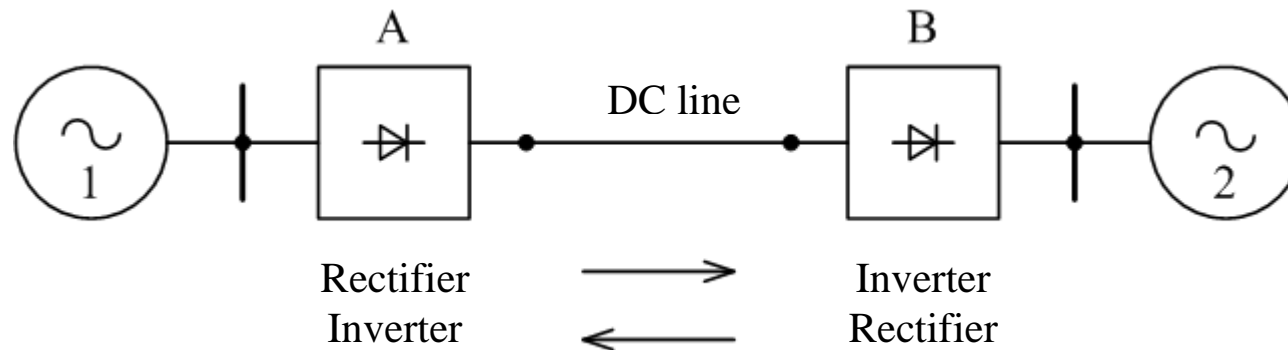 A
B
DC line
1
2
Rectifier
Inverter
Inverter
Rectifier